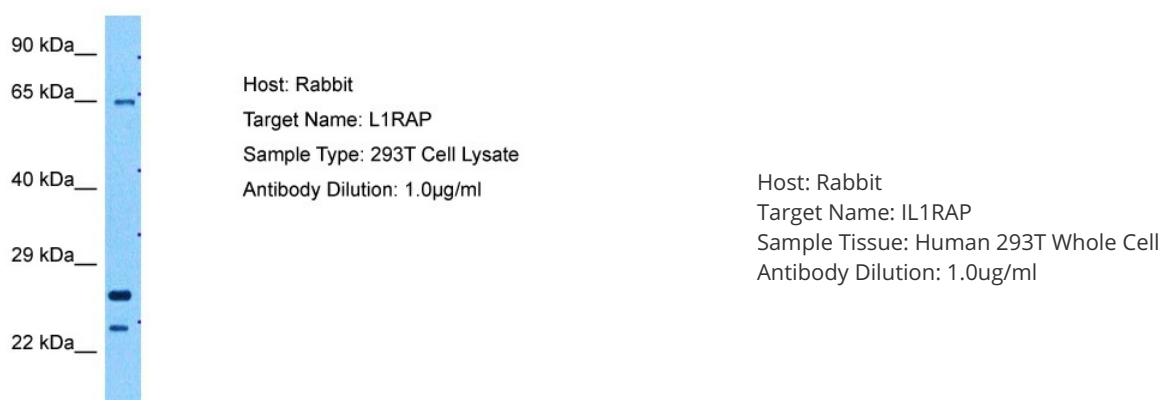 90 kDa__
65 kDa__
40 kDa__
29 kDa__
22 kDa__
Host: Rabbit
Target Name: L1RAP
Sample Type: 293T Cell Lysate
Antibody Dilution: 1.0µg/ml
Host: Rabbit
Target Name: IL1RAP
Sample Tissue: Human 293T Whole Cell
Antibody Dilution: 1.0ug/ml